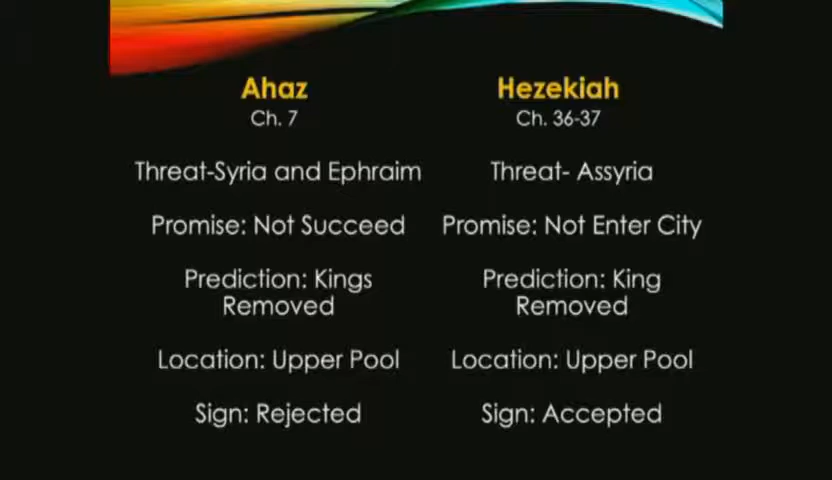 Ahaz
Ch. 7
Threat-Syria and Ephraim
Promise: Not Succeed
Prediction: Kings
Removed
Location: Upper Pool
Sign: Rejected
Hezekiah
Ch. 36-37
Threat- Assyria
Promise: Not Enter City
Prediction: King
Removed
Location: Upper Pool
Sign: Accepted